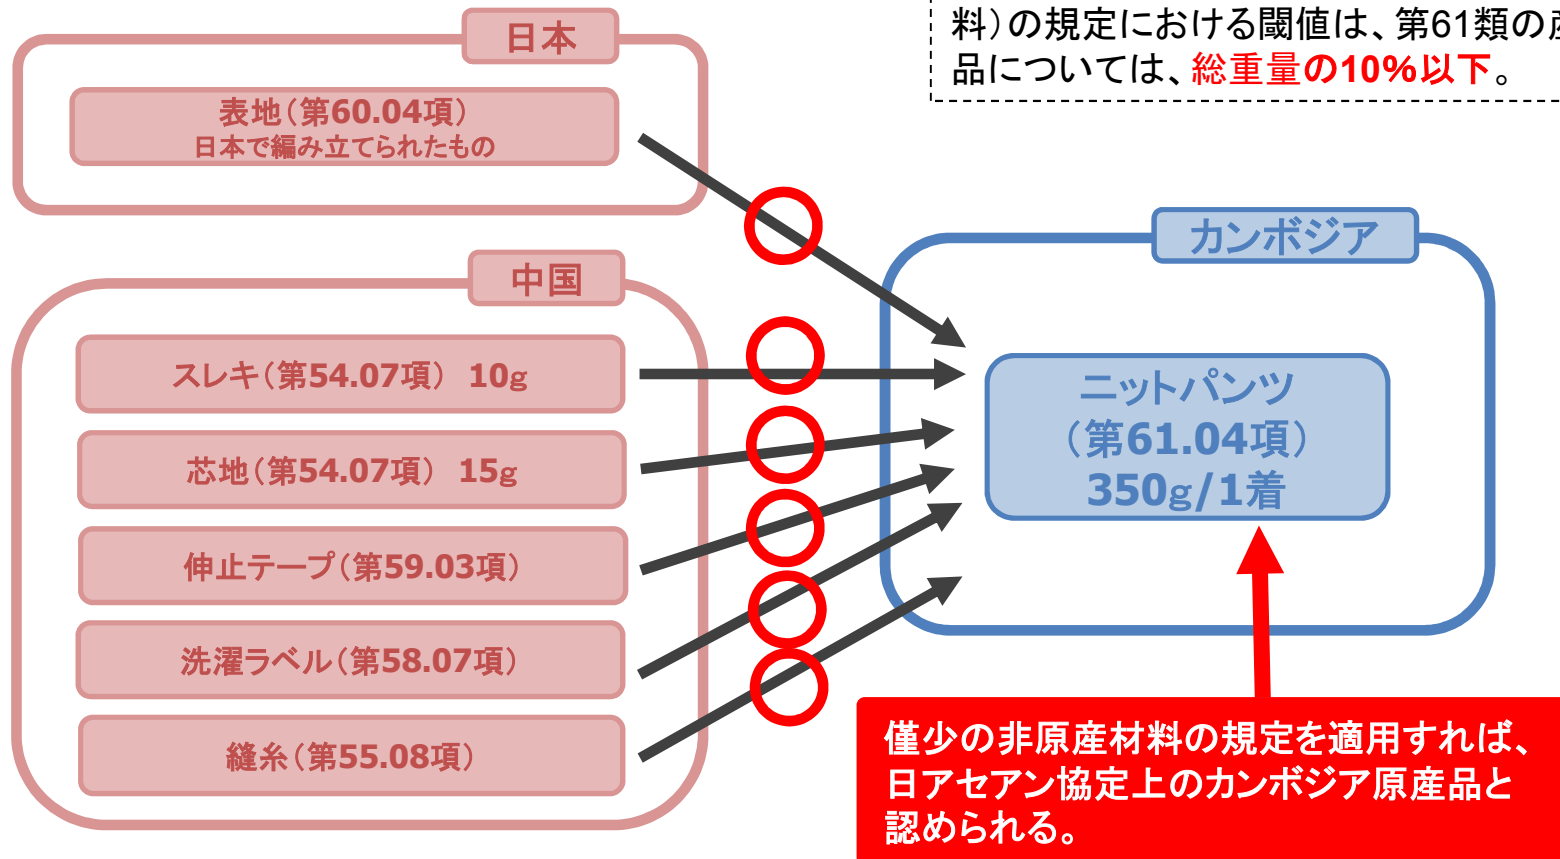 料）の規定における閾値は、第61類の産
品については、総重量の10%以下。
日本
表地（第60.04項）
日本で編み立てられたもの
中国
スレキ（第54.07項） 10g
芯地（第54.07項） 15g
伸止テープ（第59.03項）
洗濯ラベル（第58.07項）
縫糸（第55.08項）
カンボジア
ニットパンツ
（第61.04項）
350g/1着
僅少の非原産材料の規定を適用すれば、
日アセアン協定上のカンボジア原産品と
認められる。